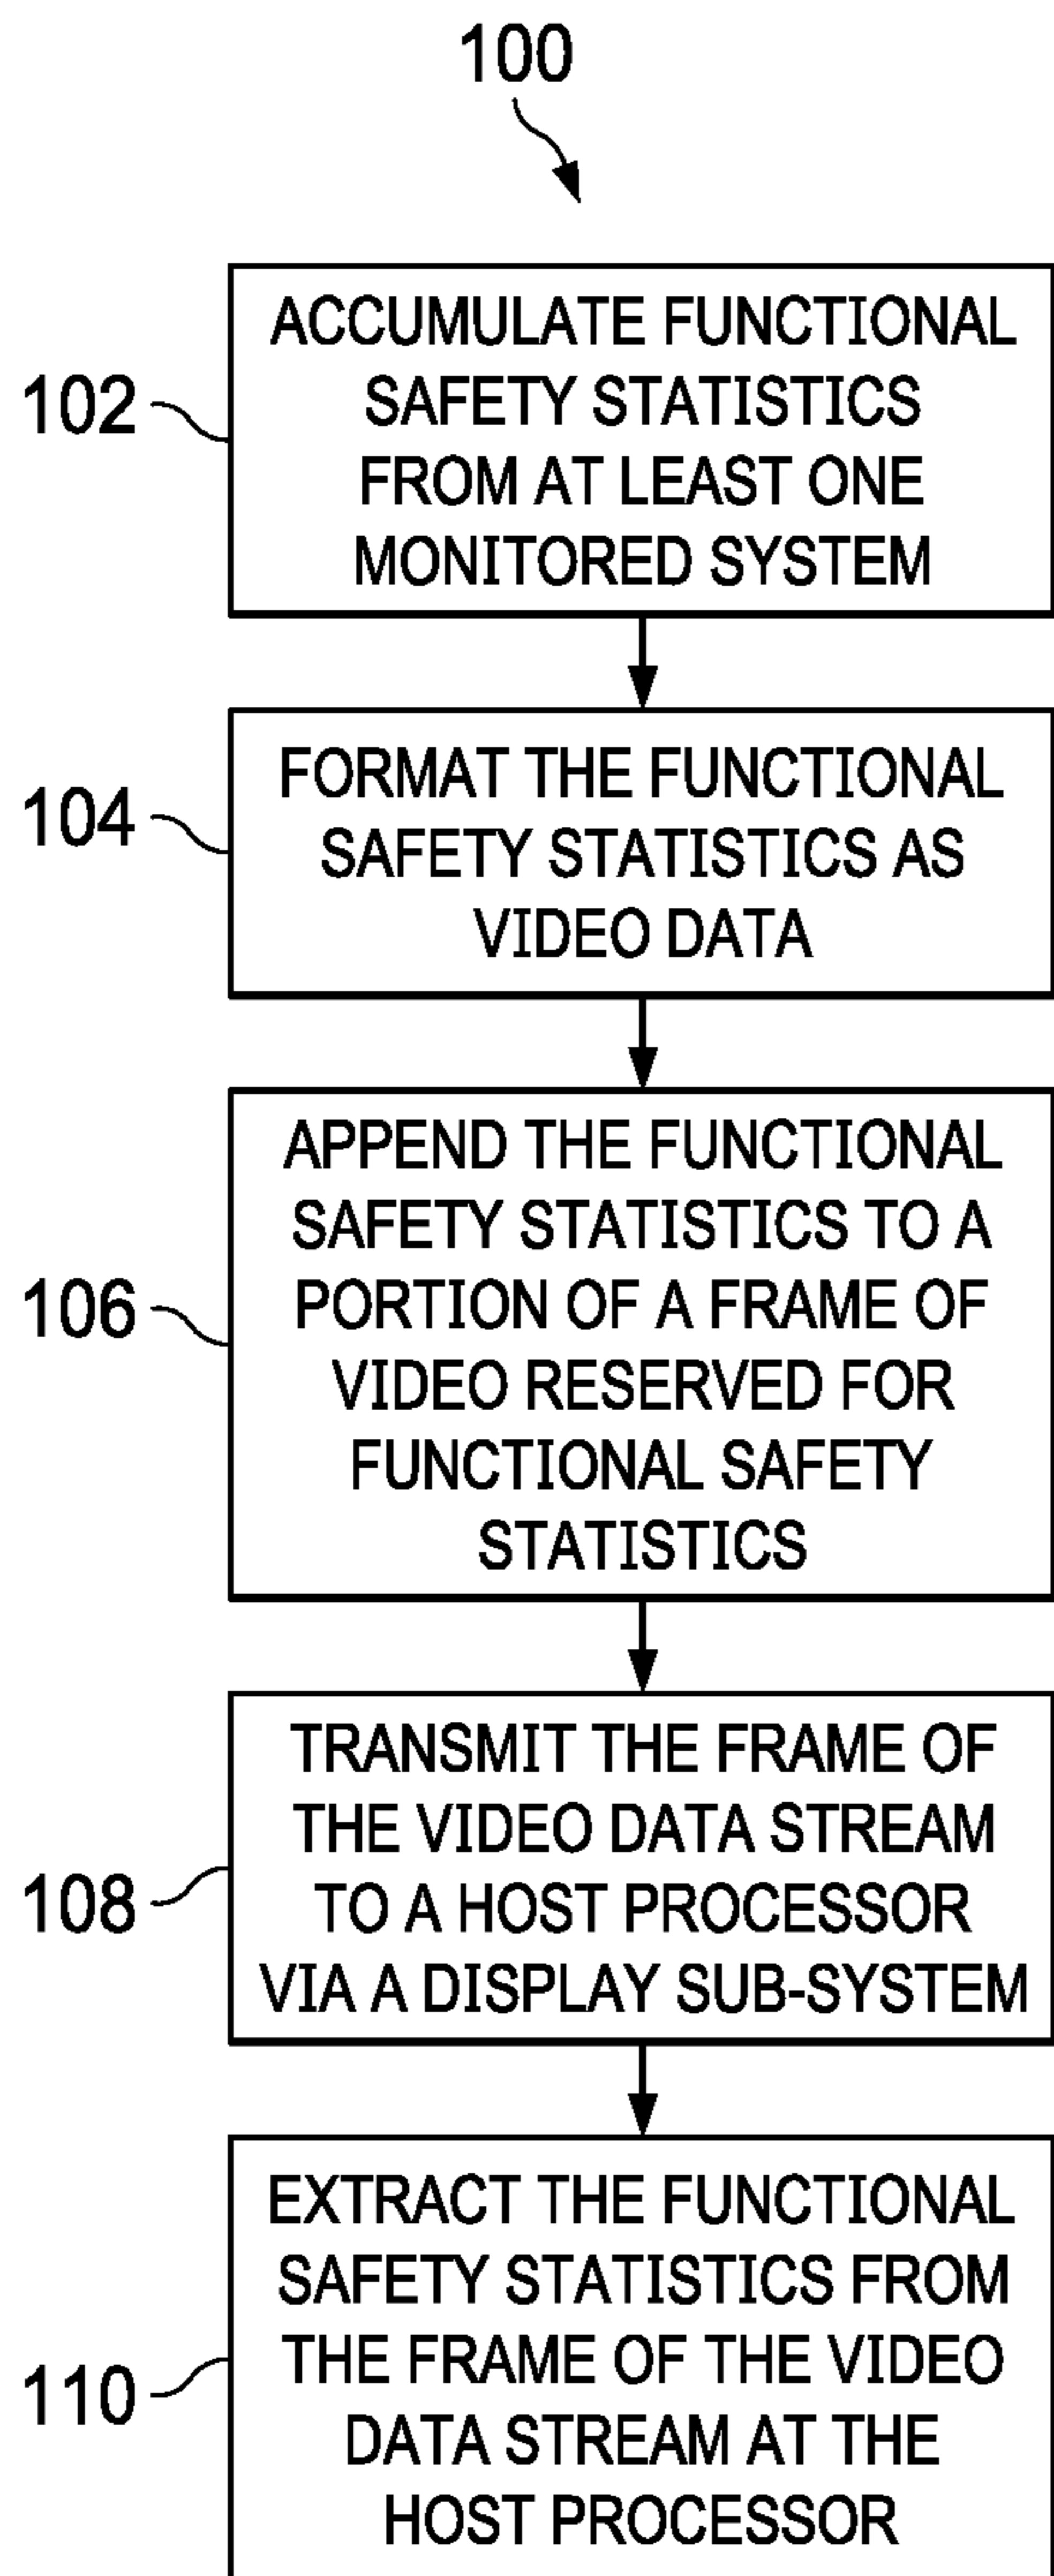 100
102
ACCUMULATE FUNCTIONAL
SAFETY STATISTICS
FROM AT LEAST ONE
MONITORED SYSTEM
104
FORMAT THE FUNCTIONAL
SAFETY STATISTICS AS
VIDEO DATA
106
APPEND THE FUNCTIONAL
SAFETY STATISTICS TO A
PORTION OF A FRAME OF
VIDEO RESERVED FOR
FUNCTIONAL SAFETY
STATISTICS
108
TRANSMIT THE FRAME OF
THE VIDEO DATA STREAM
TO A HOST PROCESSOR
VIA A DISPLAY SUB-SYSTEM
110
EXTRACT THE FUNCTIONAL
SAFETY STATISTICS FROM
THE FRAME OF THE VIDEO
DATA STREAM AT THE
HOST PROCESSOR